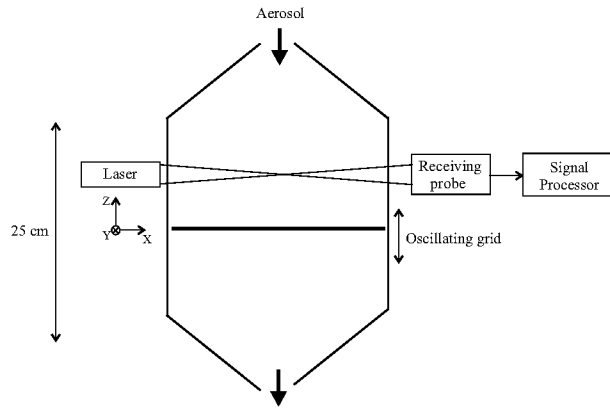 Aerosol
Laser
Receiving
probe
Signal
Processor
Z
Y
X
25 cm
Oscillating grid